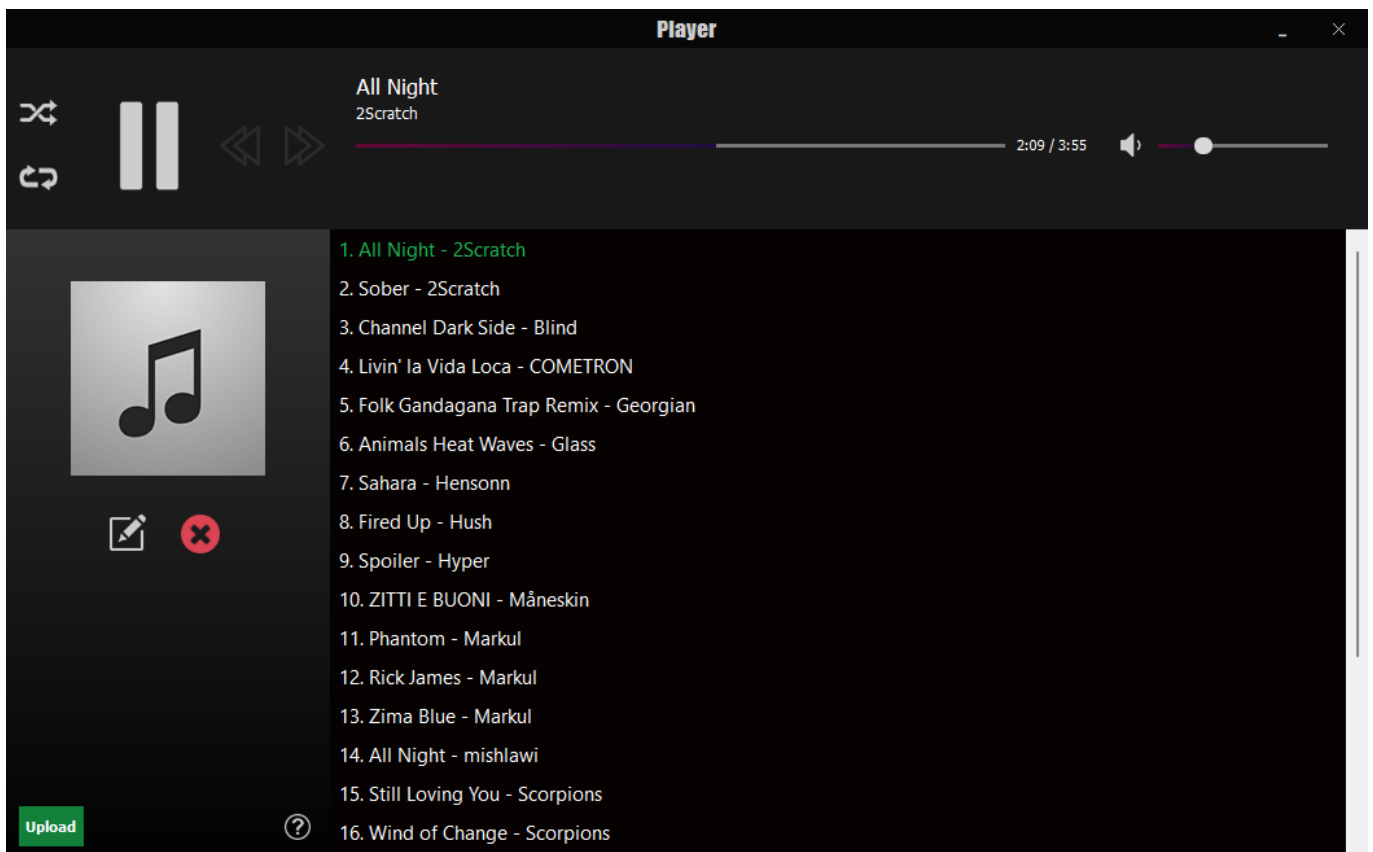 Player
All Night
2Scratch
2:09 / 3:55
1. All Night - 2Scratch
2. Sober - 2Scratch
3. Channel Dark Side - Blind
4. Livin' la Vida Loca - COMETRON
5. Folk Gandagana Trap Remix - Georgian
6. Animals Heat Waves - Glass
7. Sahara - Hensonn
8. Fired Up - Hush
9. Spoiler - Hyper
10. ZITTI E BUONI - Måneskin
11. Phantom - Markul
12. Rick James - Markul
13. Zima Blue - Markul
14. All Night - mishlawi
15. Still Loving You - Scorpions
16. Wind of Change - Scorpions
Upload
?